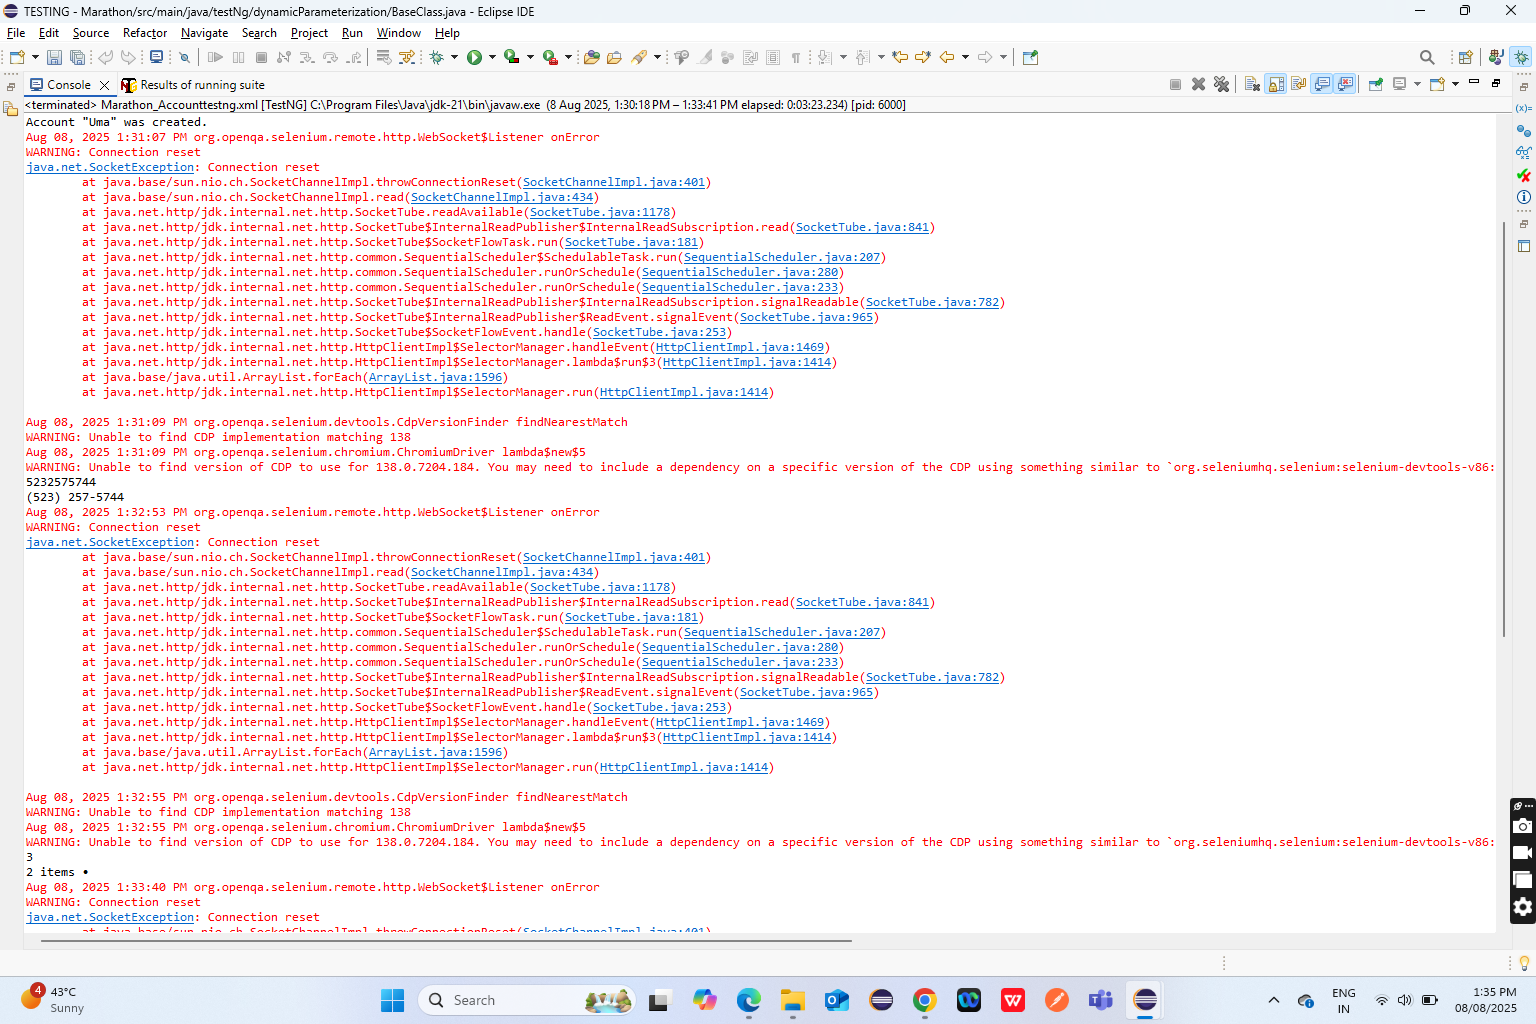 TESTING - Marathon/src/main/java/testNg/dynamicParameterization/BaseClass.java - Eclipse IDE
File Edit Source Refactor Navigate Search Project Run Window Help
Console Results of running suite
<terminated> Marathon_Accounttestng.xml [TestNG] C:\Program Files\Java\jdk-21\bin\javaw.exe (8 Aug 2025, 1:30:18 PM – 1:33:41 PM elapsed: 0:03:23.234) [pid: 6000]
Account "Uma" was created.
Aug 08, 2025 1:31:07 PM org.openqa.selenium.remote.http.WebSocket$Listener onError
WARNING: Connection reset
java.net.SocketException: Connection reset
at java.base/sun.nio.ch.SocketChannelImpl.throwConnectionReset(SocketChannelImpl.java:401)
at java.base/sun.nio.ch.SocketChannelImpl.read(SocketChannelImpl.java:434)
at java.net.http/jdk.internal.net.http.SocketTube.readAvailable(SocketTube.java:1178)
at java.net.http/jdk.internal.net.http.SocketTube$InternalReadPublisher$InternalReadSubscription.read(SocketTube.java:841)
at java.net.http/jdk.internal.net.http.SocketTube$SocketFlowTask.run(SocketTube.java:181)
at java.net.http/jdk.internal.net.http.common.SequentialScheduler$SchedulableTask.run(SequentialScheduler.java:207)
at java.net.http/jdk.internal.net.http.common.SequentialScheduler.runOrSchedule(SequentialScheduler.java:280)
at java.net.http/jdk.internal.net.http.common.SequentialScheduler.runOrSchedule(SequentialScheduler.java:233)
at java.net.http/jdk.internal.net.http.SocketTube$InternalReadPublisher$InternalReadSubscription.signalReadable(SocketTube.java:782)
at java.net.http/jdk.internal.net.http.SocketTube$InternalReadPublisher$ReadEvent.signalEvent(SocketTube.java:965)
at java.net.http/jdk.internal.net.http.SocketTube$SocketFlowEvent.handle(SocketTube.java:253)
at java.net.http/jdk.internal.net.http.HttpClientImpl$SelectorManager.handleEvent(HttpClientImpl.java:1469)
at java.net.http/jdk.internal.net.http.HttpClientImpl$SelectorManager.lambda$run$3(HttpClientImpl.java:1414)
at java.base/java.util.ArrayList.forEach(ArrayList.java:1596)
at java.net.http/jdk.internal.net.http.HttpClientImpl$SelectorManager.run(HttpClientImpl.java:1414)
Aug 08, 2025 1:31:09 PM org.openqa.selenium.devtools.CdpVersionFinder findNearestMatch
WARNING: Unable to find CDP implementation matching 138
Aug 08, 2025 1:31:09 PM org.openqa.selenium.chromium.ChromiumDriver lambda$new$5
WARNING: Unable to find version of CDP to use for 138.0.7204.184. You may need to include a dependency on a specific version of the CDP using something similar to `org.seleniumhq.selenium:selenium-devtools-v86:
5232575744
(523) 257-5744
Aug 08, 2025 1:32:53 PM org.openqa.selenium.remote.http.WebSocket$Listener onError
WARNING: Connection reset
java.net.SocketException: Connection reset
at java.base/sun.nio.ch.SocketChannelImpl.throwConnectionReset(SocketChannelImpl.java:401)
at java.base/sun.nio.ch.SocketChannelImpl.read(SocketChannelImpl.java:434)
at java.net.http/jdk.internal.net.http.SocketTube.readAvailable(SocketTube.java:1178)
at java.net.http/jdk.internal.net.http.SocketTube$InternalReadPublisher$InternalReadSubscription.read(SocketTube.java:841)
at java.net.http/jdk.internal.net.http.SocketTube$SocketFlowTask.run(SocketTube.java:181)
at java.net.http/jdk.internal.net.http.common.SequentialScheduler$SchedulableTask.run(SequentialScheduler.java:207)
at java.net.http/jdk.internal.net.http.common.SequentialScheduler.runOrSchedule(SequentialScheduler.java:280)
at java.net.http/jdk.internal.net.http.common.SequentialScheduler.runOrSchedule(SequentialScheduler.java:233)
at java.net.http/jdk.internal.net.http.SocketTube$InternalReadPublisher$InternalReadSubscription.signalReadable(SocketTube.java:782)
at java.net.http/jdk.internal.net.http.SocketTube$InternalReadPublisher$ReadEvent.signalEvent(SocketTube.java:965)
at java.net.http/jdk.internal.net.http.SocketTube$SocketFlowEvent.handle(SocketTube.java:253)
at java.net.http/jdk.internal.net.http.HttpClientImpl$SelectorManager.handleEvent(HttpClientImpl.java:1469)
at java.net.http/jdk.internal.net.http.HttpClientImpl$SelectorManager.lambda$run$3(HttpClientImpl.java:1414)
at java.base/java.util.ArrayList.forEach(ArrayList.java:1596)
at java.net.http/jdk.internal.net.http.HttpClientImpl$SelectorManager.run(HttpClientImpl.java:1414)
Aug 08, 2025 1:32:55 PM org.openqa.selenium.devtools.CdpVersionFinder findNearestMatch
WARNING: Unable to find CDP implementation matching 138
Aug 08, 2025 1:32:55 PM org.openqa.selenium.chromium.ChromiumDriver lambda$new$5
WARNING: Unable to find version of CDP to use for 138.0.7204.184. You may need to include a dependency on a specific version of the CDP using something similar to `org.seleniumhq.selenium:selenium-devtools-v86:
3
2 items •
Aug 08, 2025 1:33:40 PM org.openqa.selenium.remote.http.WebSocket$Listener onError
WARNING: Connection reset
java.net.SocketException: Connection reset
at java.base/sun.nio.ch.SocketChannelImpl.throwConnectionReset(SocketChannelImpl.java:401)
4
43°C
Sunny
Search
ENG
IN
1:35 PM
08/08/2025